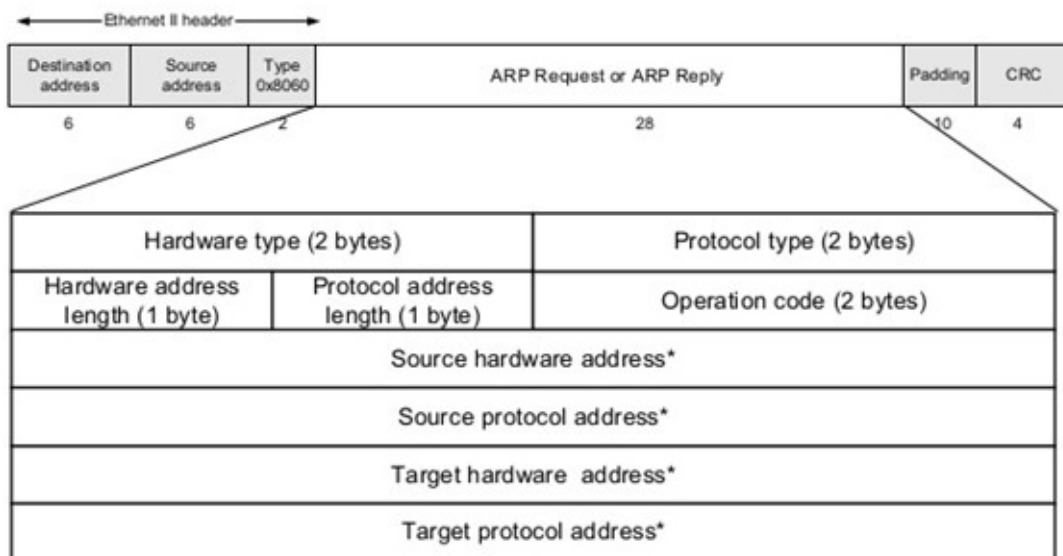 Ethernet II header
Destination
address
Source
address
Type
0x8060
ARP Request or ARP Reply
Padding
CRC
6
6
2
28
10
4
Hardware type (2 bytes)
Protocol type (2 bytes)
Hardware address
length (1 byte)
Protocol address
length (1 byte)
Operation code (2 bytes)
Source hardware address*
Source protocol address*
Target hardware address*
Target protocol address*